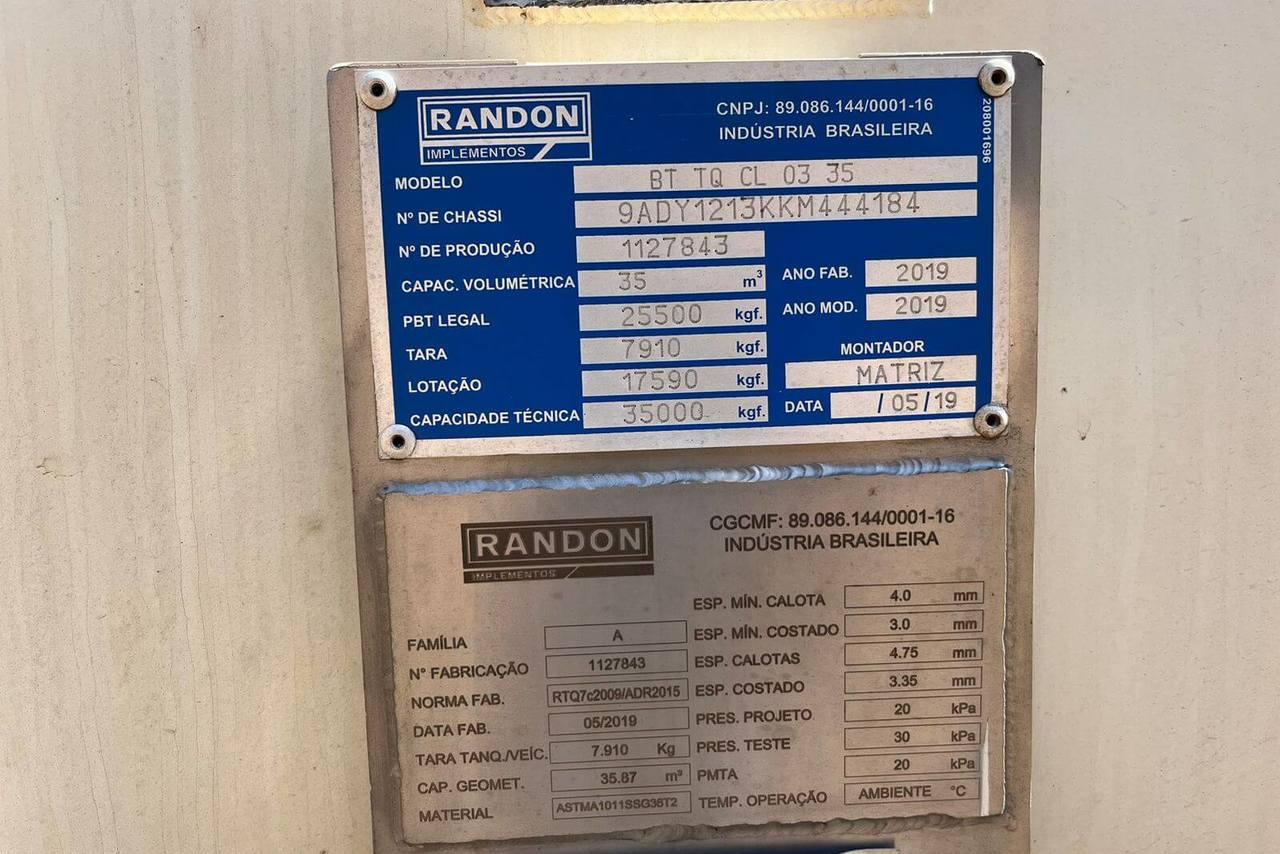 RANDON
IMPLEMENTOS
CNPJ: 89.086.144/0001-16
INDÚSTRIA BRASILEIRA
208001696
MODELO BT TQ CL 03 35
Nº DE CHASSI 9ADY1213KKM444184
Nº DE PRODUÇÃO 1127843
CAPAC. VOLUMÉTRICA 35 m³ ANO FAB. 2019
PBT LEGAL 25500 kgf. ANO MOD. 2019
TARA 7910 kgf. MONTADOR
LOTAÇÃO 17590 kgf. MATRIZ
CAPACIDADE TÉCNICA 35000 kgf. DATA /05/19
RANDON
IMPLEMENTOS
CGCMF: 89.086.144/0001-16
INDÚSTRIA BRASILEIRA
ESP. MÍN. CALOTA 4.0 mm
FAMÍLIA A ESP. MÍN. COSTADO 3.0 mm
Nº FABRICAÇÃO 1127843 ESP. CALOTAS 4.75 mm
NORMA FAB. RTQ7c2009/ADR2015 ESP. COSTADO 3.35 mm
DATA FAB. 05/2019 PRES. PROJETO 20 kPa
TARA TANQ./VEÍC. 7.910 Kg PRES. TESTE 30 kPa
CAP. GEOMET. 35.87 m³ PMTA 20 kPa
MATERIAL ASTMA1011SSG36T2 TEMP. OPERAÇÃO AMBIENTE °C